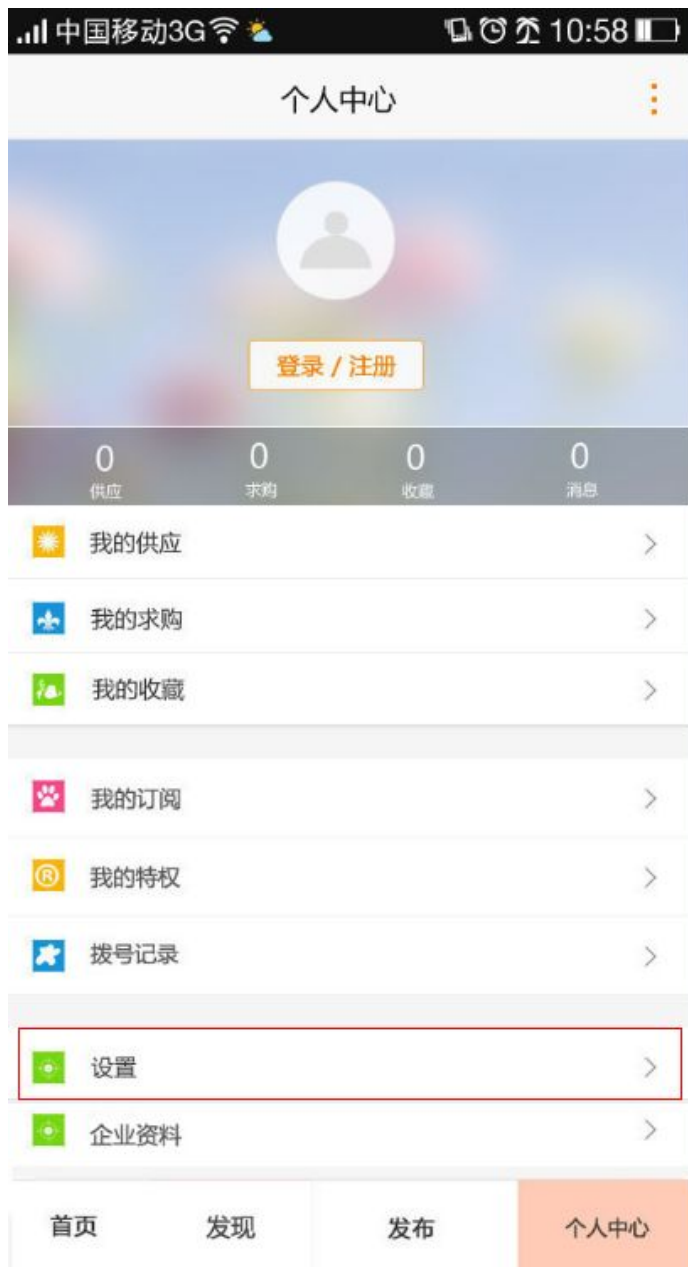 中国移动3G 10:58
个人中心
登录 / 注册
0 0 0 0
供应 求购 收藏 消息
我的供应
我的求购
我的收藏
我的订阅
® 我的特权
拨号记录
设置
企业资料
首页 发现 发布 个人中心